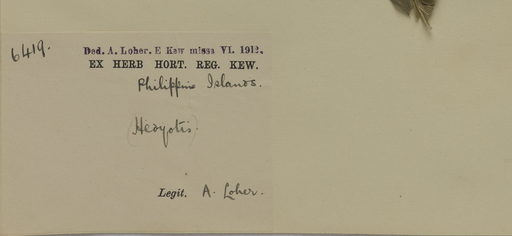 6419.
Ded. A. Loher. E Kew missa VI. 1912.
EX HERB HORT. REG. KEW.
Philippine Islands.
(Hedyotis).
Legit. A. Loher.